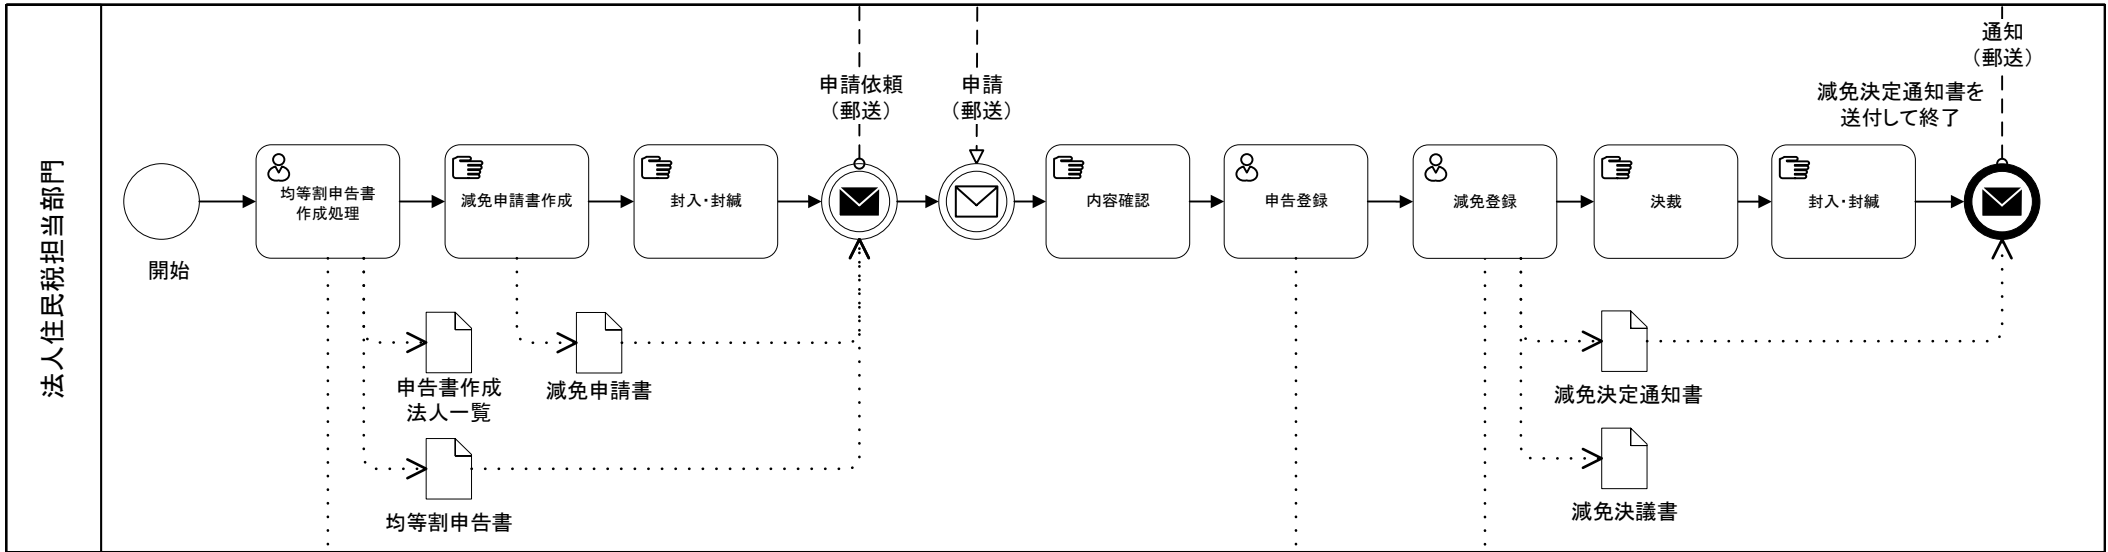 法人住民税担当部門
開始
均等割申告書
作成処理
減免申請書作成
封入・封緘
申請依頼
（郵送）
申請
（郵送）
内容確認
申告登録
減免登録
決裁
封入・封緘
通知
（郵送）
減免決定通知書を
送付して終了
申告書作成
法人一覧
減免申請書
均等割申告書
減免決定通知書
減免決議書